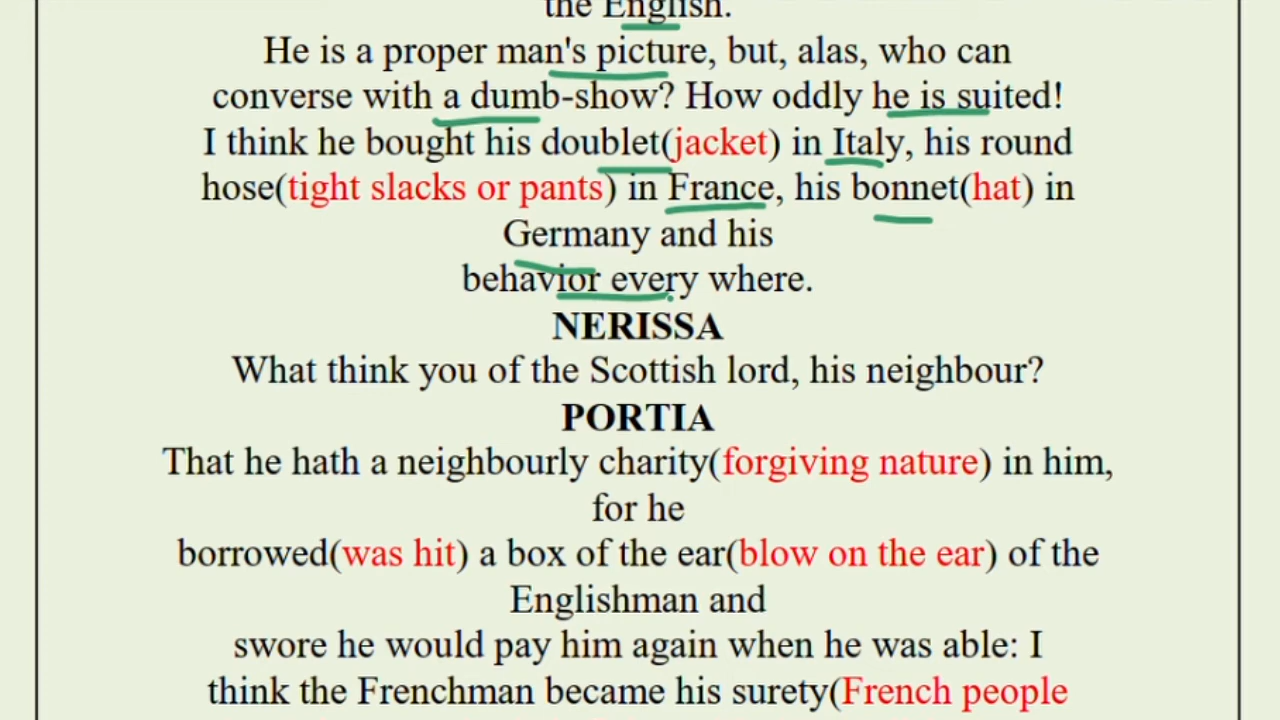 the English.
He is a proper man's picture, but, alas, who can
converse with a dumb-show? How oddly he is suited!
I think he bought his doublet(jacket) in Italy, his round
hose(tight slacks or pants) in France, his bonnet(hat) in
Germany and his
behavior every where.
NERISSA
What think you of the Scottish lord, his neighbour?
PORTIA
That he hath a neighbourly charity(forgiving nature) in him,
for he
borrowed(was hit) a box of the ear(blow on the ear) of the
Englishman and
swore he would pay him again when he was able: I
think the Frenchman became his surety(French people